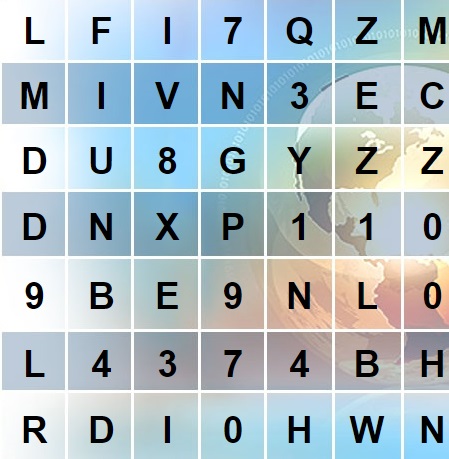 L F I 7 Q Z M
M I V N 3 E C
D U 8 G Y Z Z
D N X P 1 1 0
9 B E 9 N L 0
L 4 3 7 4 B H
R D I 0 H W N